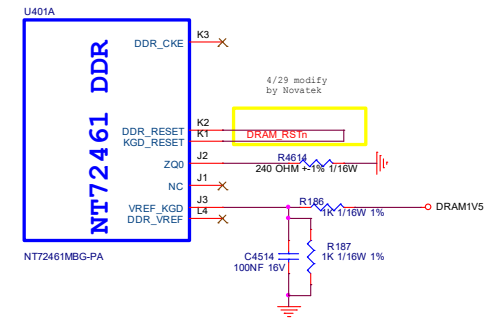 U401A
NT72461 DDR
DDR_CKE
K3
4/29 modify
by Novatek
DDR_RESET
K2
KGD_RESET
K1
DRAM_RSTn
ZQ0
J2
R4614
240 OHM +-1% 1/16W
NC
J1
VREF_KGD
J3
R186
1K 1/16W 1%
DRAM1V5
DDR_VREF
L4
NT72461MBG-PA
C4514
100NF 16V
R187
1K 1/16W 1%